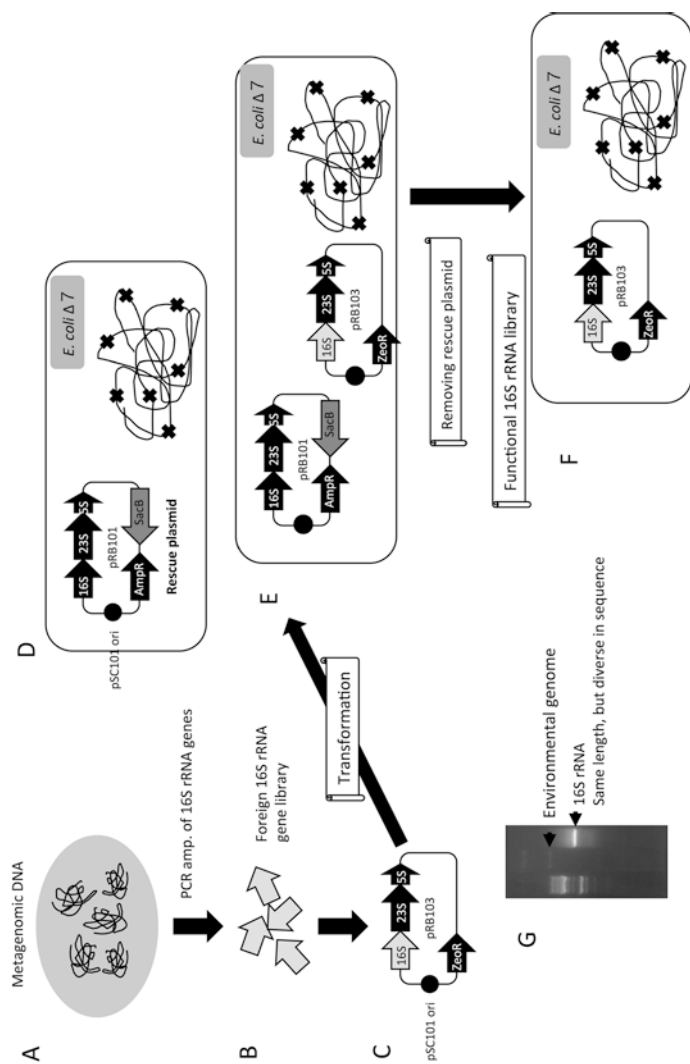 A
Metagenomic DNA
PCR amp. of 16S rRNA genes
B
Foreign 16S rRNA
gene library
C
pSC101 ori
16S
23S
5S
pRB103
ZeoR
Transformation
D
pSC101 ori
16S
23S
5S
pRB101
AmpR
SacB
Rescue plasmid
E. coli Δ 7
E
16S
23S
5S
pRB101
AmpR
SacB
16S
23S
5S
pRB103
ZeoR
E. coli Δ 7
Removing rescue plasmid
Functional 16S rRNA library
F
16S
23S
5S
pRB103
ZeoR
E. coli Δ 7
G
Environmental genome
16S rRNA
Same length, but diverse in sequence